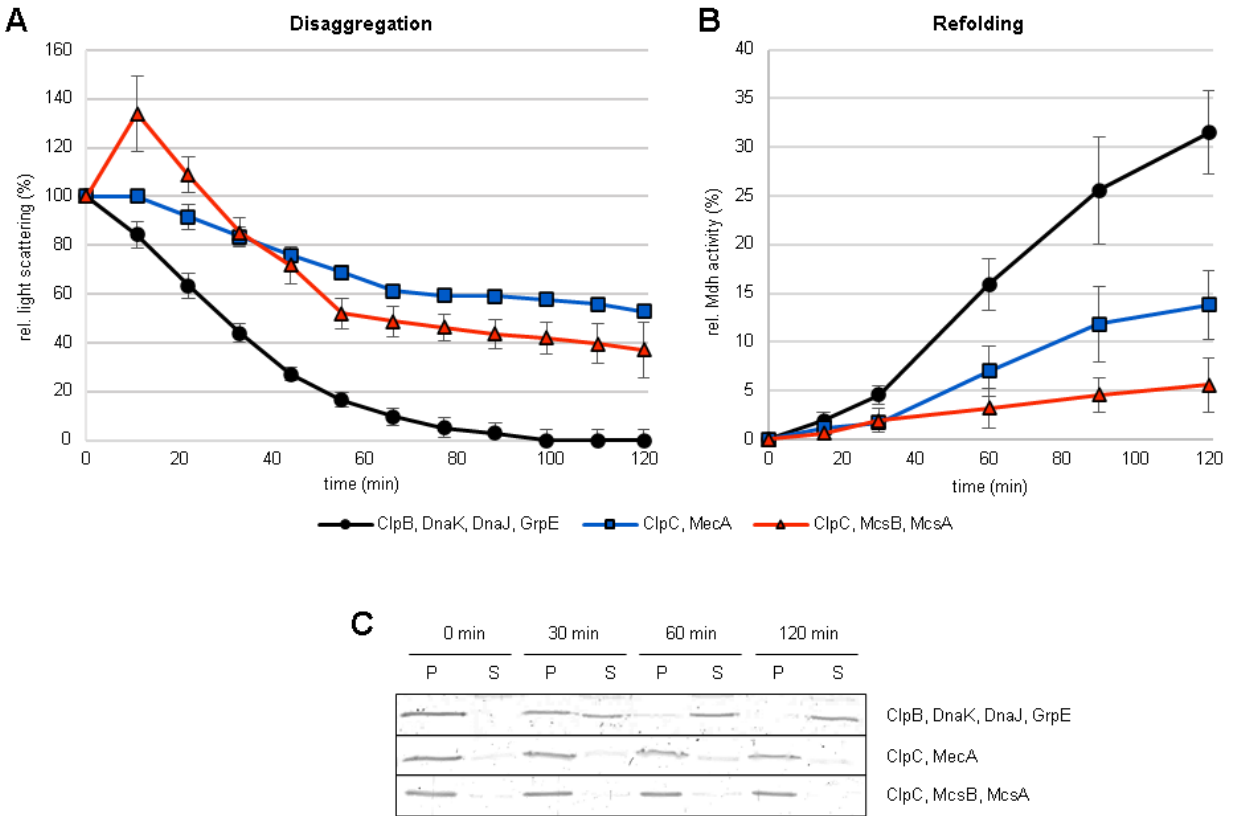 A
Disaggregation
160
140
120
100
80
60
40
20
0
rel. light scattering (%)
0 20 40 60 80 100 120
time (min)
B
Refolding
40
35
30
25
20
15
10
5
0
rel. Mdh activity (%)
0 20 40 60 80 100 120
time (min)
ClpB, DnaK, DnaJ, GrpE ClpC, MecA ClpC, McsB, McsA
C
0 min 30 min 60 min 120 min
P S P S P S P S
ClpB, DnaK, DnaJ, GrpE
ClpC, MecA
ClpC, McsB, McsA